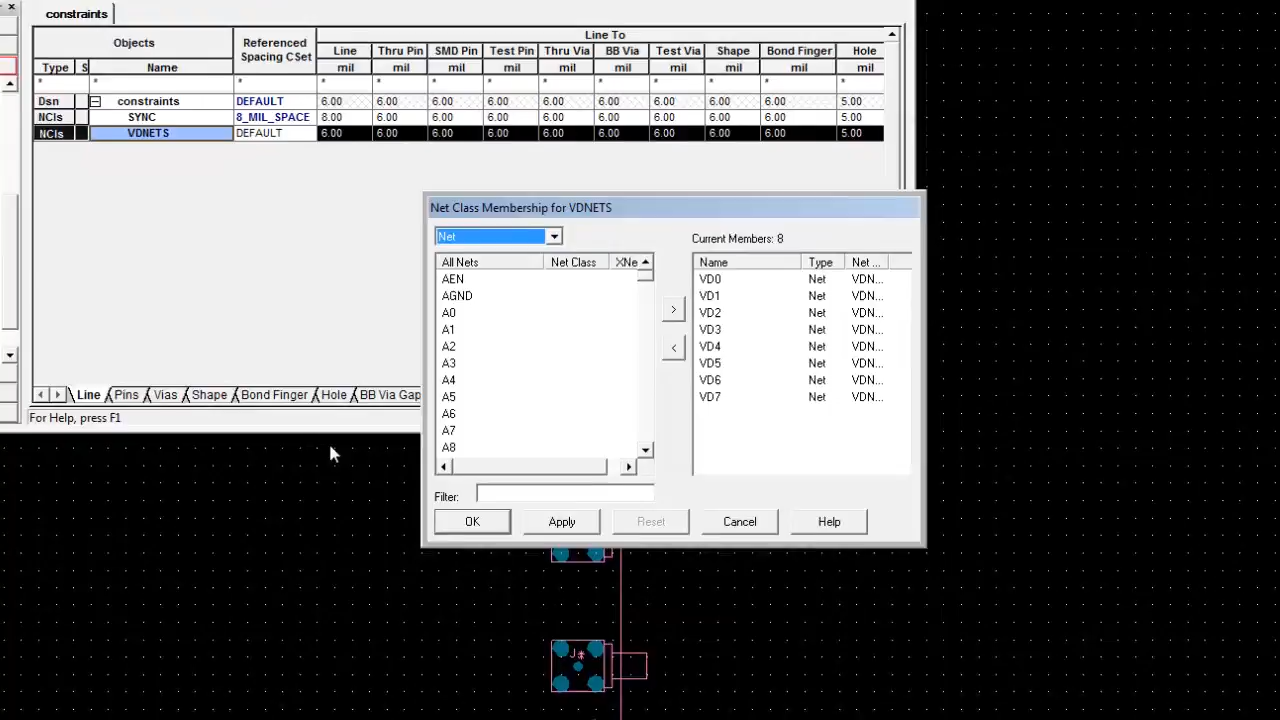 constraints
Objects Referenced Spacing CSet Line To
Line Thru Pin SMD Pin Test Pin Thru Via BB Via Test Via Shape Bond Finger Hole
Type S Name mil mil mil mil mil mil mil mil mil mil
* * * * * * * * * * * * *
Dsn constraints DEFAULT 6.00 6.00 6.00 6.00 6.00 6.00 6.00 6.00 6.00 5.00
NCls SYNC 8_MIL_SPACE 8.00 8.00 8.00 6.00 6.00 6.00 6.00 6.00 6.00 5.00
NCls VDNETS DEFAULT 6.00 6.00 6.00 6.00 6.00 6.00 6.00 6.00 6.00 5.00
Net Class Membership for VDNETS
Net
Current Members: 8
All Nets Net Class XNe
AEN
AGND
A0
A1
A2
A3
A4
A5
A6
A7
A8
> 
<
Name Type Net ...
VD0 Net VDN...
VD1 Net VDN...
VD2 Net VDN...
VD3 Net VDN...
VD4 Net VDN...
VD5 Net VDN...
VD6 Net VDN...
VD7 Net VDN...
Filter:
OK Apply Reset Cancel Help
Line Pins Vias Shape Bond Finger Hole BB Via Gap
For Help, press F1
J*